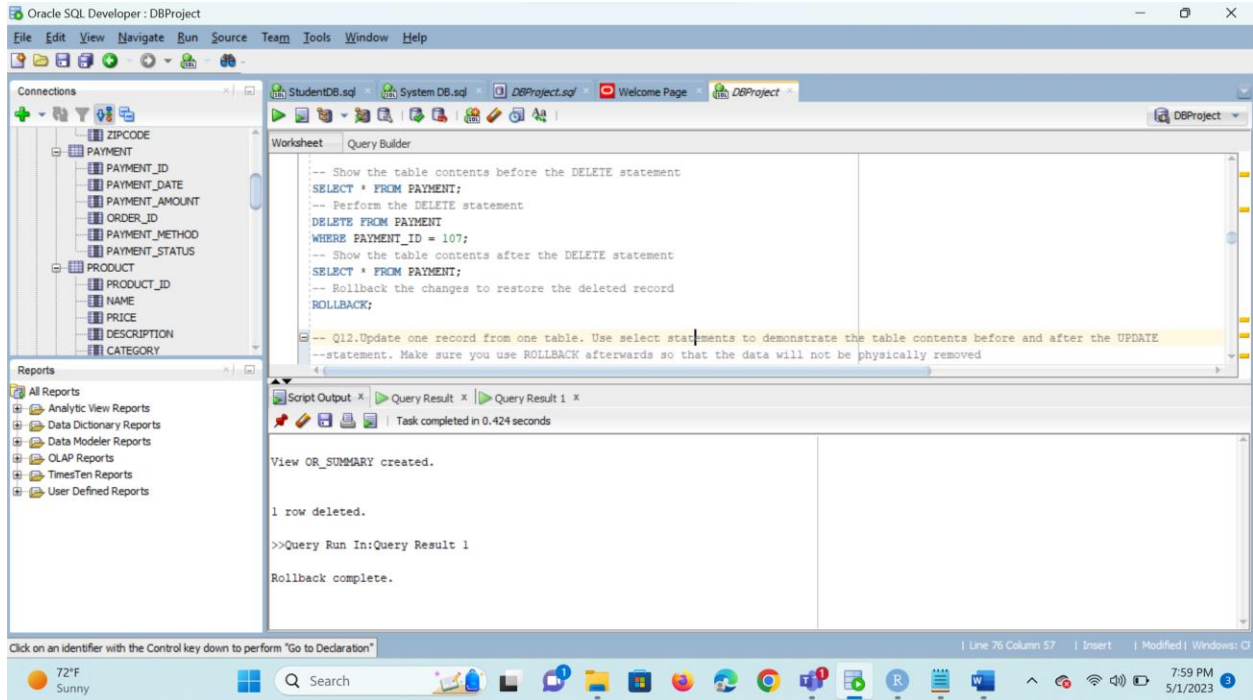 Oracle SQL Developer : DBProject
File Edit View Navigate Run Source Team Tools Window Help
Connections
StudentDB.sql System DB.sql DBProject.sql Welcome Page DBProject
DBProject
Worksheet Query Builder
ZIPCODE
PAYMENT
PAYMENT_ID
PAYMENT_DATE
PAYMENT_AMOUNT
ORDER_ID
PAYMENT_METHOD
PAYMENT_STATUS
PRODUCT
PRODUCT_ID
NAME
PRICE
DESCRIPTION
CATEGORY
-- Show the table contents before the DELETE statement
SELECT * FROM PAYMENT;
-- Perform the DELETE statement
DELETE FROM PAYMENT
WHERE PAYMENT_ID = 107;
-- Show the table contents after the DELETE statement
SELECT * FROM PAYMENT;
-- Rollback the changes to restore the deleted record
ROLLBACK;
-- Q12.Update one record from one table. Use select statements to demonstrate the table contents before and after the UPDATE
--statement. Make sure you use ROLLBACK afterwards so that the data will not be physically removed
Reports
All Reports
Analytic View Reports
Data Dictionary Reports
Data Modeler Reports
OLAP Reports
TimesTen Reports
User Defined Reports
Script Output Query Result Query Result 1
Task completed in 0.424 seconds
View OR_SUMMARY created.
1 row deleted.
>>Query Run In:Query Result 1
Rollback complete.
Click on an identifier with the Control key down to perform "Go to Declaration"
Line 76 Column 57 Insert Modified Windows:
72°F
Sunny
Search
7:59 PM
5/1/2023
3